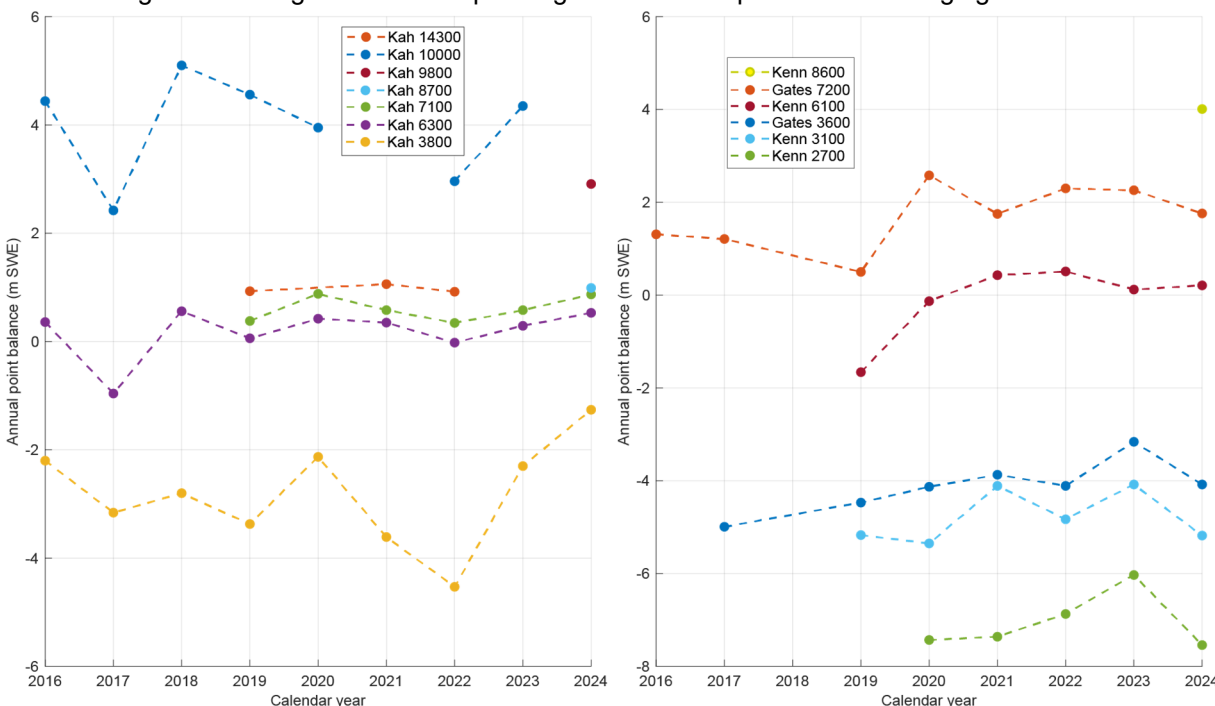 6
4
2
0
-2
-4
-6
Annual point balance (m SWE)
Kah 14300
Kah 10000
Kah 9800
Kah 8700
Kah 7100
Kah 6300
Kah 3800
2016 2017 2018 2019 2020 2021 2022 2023 2024
Calendar year
6
4
2
0
-2
-4
-6
-8
Annual point balance (m SWE)
Kenn 8600
Gates 7200
Kenn 6100
Gates 3600
Kenn 3100
Kenn 2700
2016 2017 2018 2019 2020 2021 2022 2023 2024
Calendar year